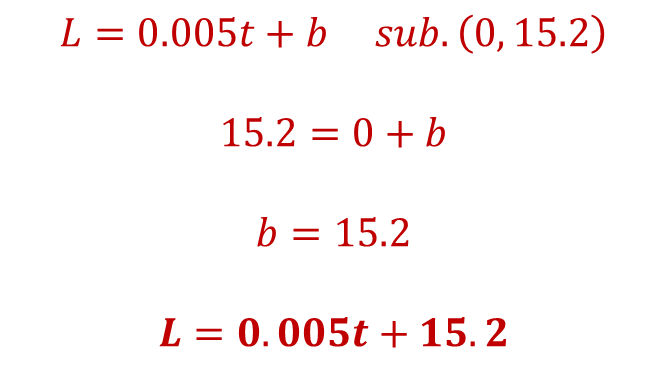 L = 0.005t + b sub. (0, 15.2)
15.2 = 0 + b
b = 15.2
L = 0.005t + 15.2